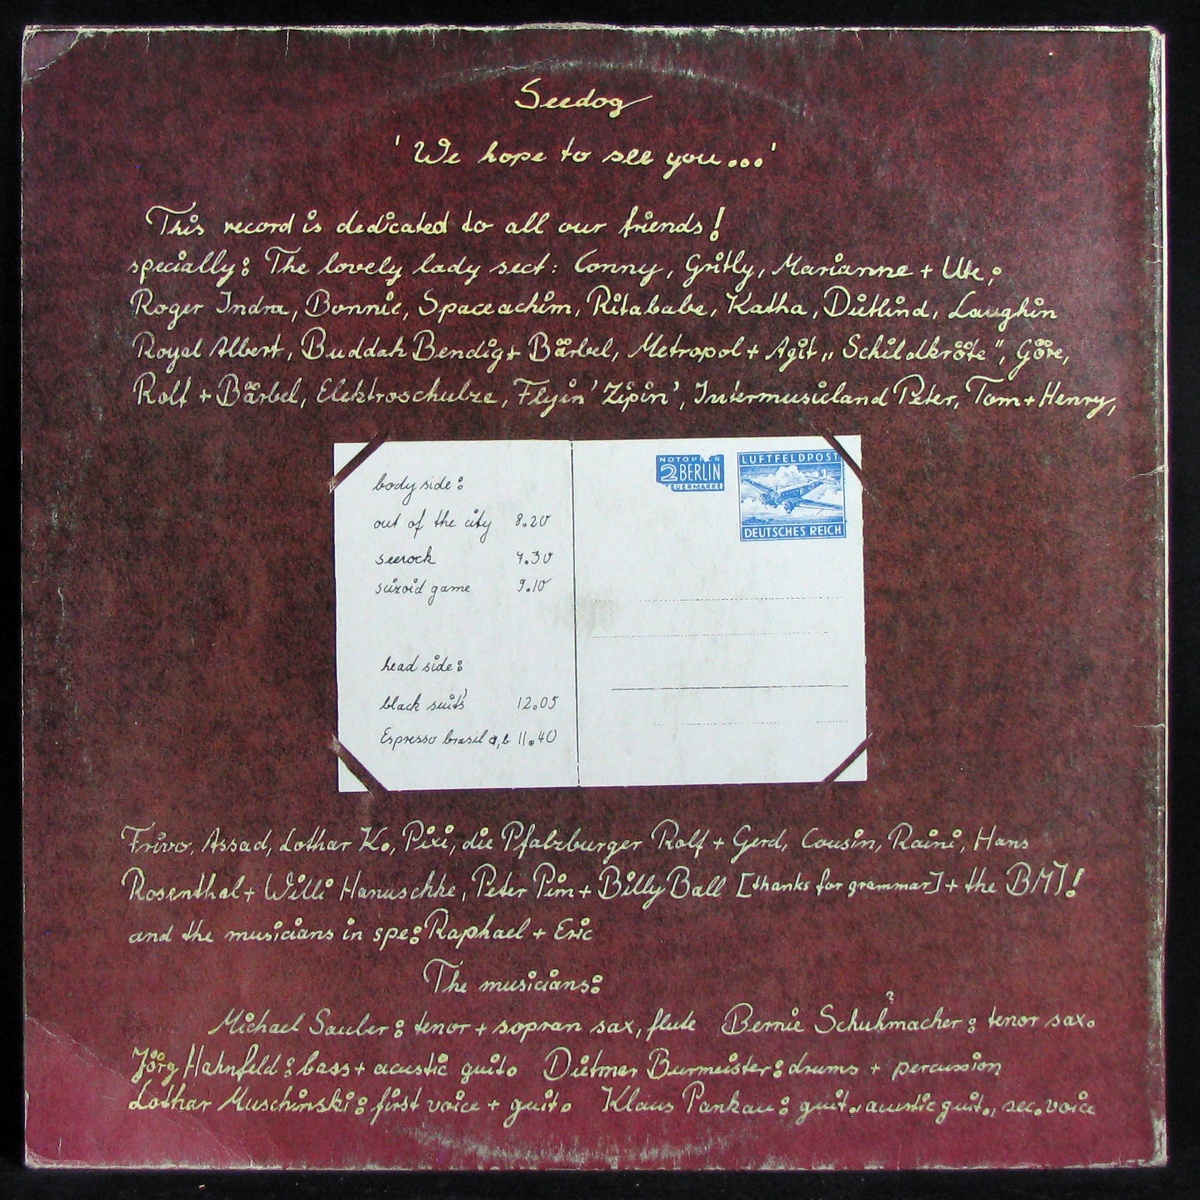 Seedog
'We hope to see you...'
This record is dedicated to all our friends!
specially: The lovely lady sect: Conny, Gritly, Marianne + Ute;
Roger Indra, Bonnie, Spaceachim, Ritababe, Katha, Dietlind, Laughin
Royal Albert, Buddah Bendig + Bärbel, Metropol + Agit „Schildkröte", Göre,
Rolf + Bärbel, Elektroschulze, Flyin 'Zipin', Intermusicland Peter, Tom + Henry,
body side:
out of the city 8.20
seerock 7.30
suizoid game 9.10
head side:
black suits' 12.05
Espresso brasil a,b 11.40
2 BERLIN
LUFTFELDPOST
DEUTSCHES REICH
Frivo, Assad, Lothar K., Pixi, die Pfalzburger Rolf + Gerd, Cousin, Raini, Hans
Rosenthal + Willi Hanuschke, Peter Pim + Billy Ball [thanks for grammar] + the BM]!
and the musicians in spe: Raphael + Eric
The musicians:
Michael Sauber: tenor + sopran sax, flute Bernie Schuhmacher: tenor sax.
?
Jörg Hahnfeld: bass + acustic guit. Dietmar Burmeister: drums + percussion
Lothar Muschinski: first voice + guit. Klaus Pankau: guit., acustic guit., sec. voice